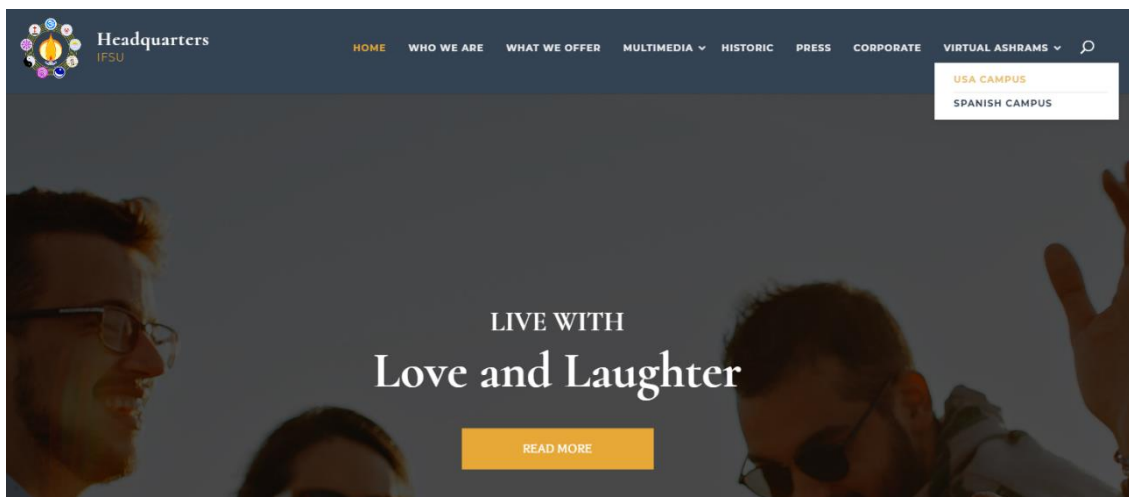 Headquarters
IFSU
HOME WHO WE ARE WHAT WE OFFER MULTIMEDIA HISTORIC PRESS CORPORATE VIRTUAL ASHRAMS
USA CAMPUS
SPANISH CAMPUS
LIVE WITH
Love and Laughter
READ MORE